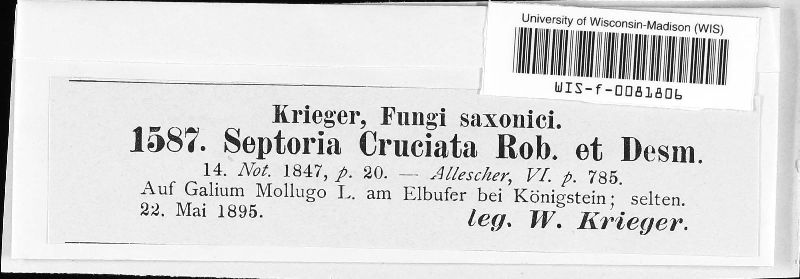 University of Wisconsin-Madison (WIS)
WIS-f-0081806
Krieger, Fungi saxonici.
1587. Septoria Cruciata Rob. et Desm.
14. Not. 1847, p. 20. — Allescher, VI. p. 785.
Auf Galium Mollugo L. am Elbufer bei Königstein; selten.
22. Mai 1895. leg. W. Krieger.